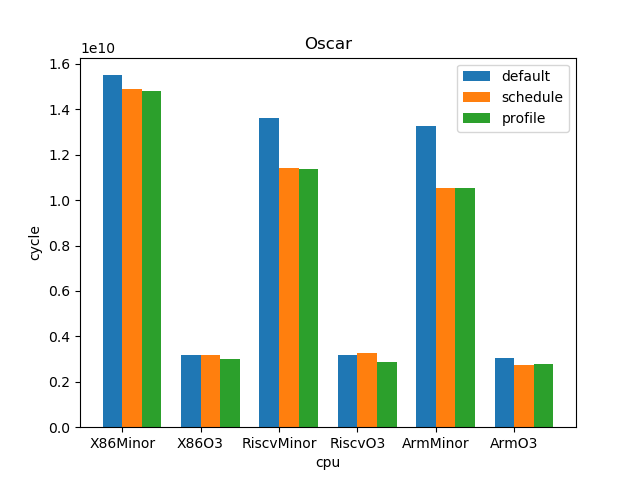 Oscar
1e10
1.6
1.4
1.2
1.0
0.8
0.6
0.4
0.2
0.0
cycle
default
schedule
profile
X86Minor X86O3 RiscvMinor RiscvO3 ArmMinor ArmO3
cpu